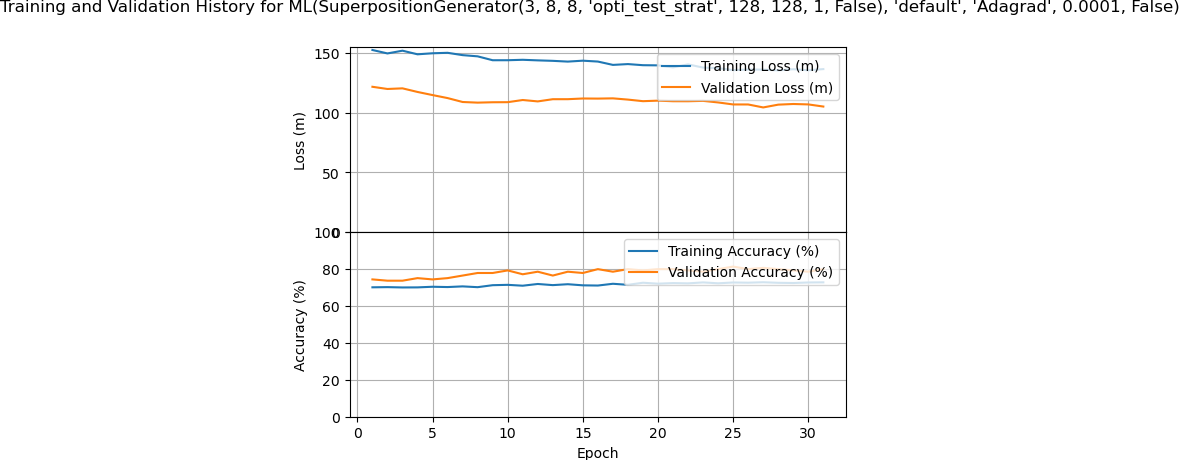 Training and Validation History for ML(SuperpositionGenerator(3, 8, 8, 'opti_test_strat', 128, 128, 1, False), 'default', 'Adagrad', 0.0001, False)
150
100
50
0
Loss (m)
Training Loss (m)
Validation Loss (m)
100
80
60
40
20
0
Accuracy (%)
Training Accuracy (%)
Validation Accuracy (%)
0 5 10 15 20 25 30
Epoch